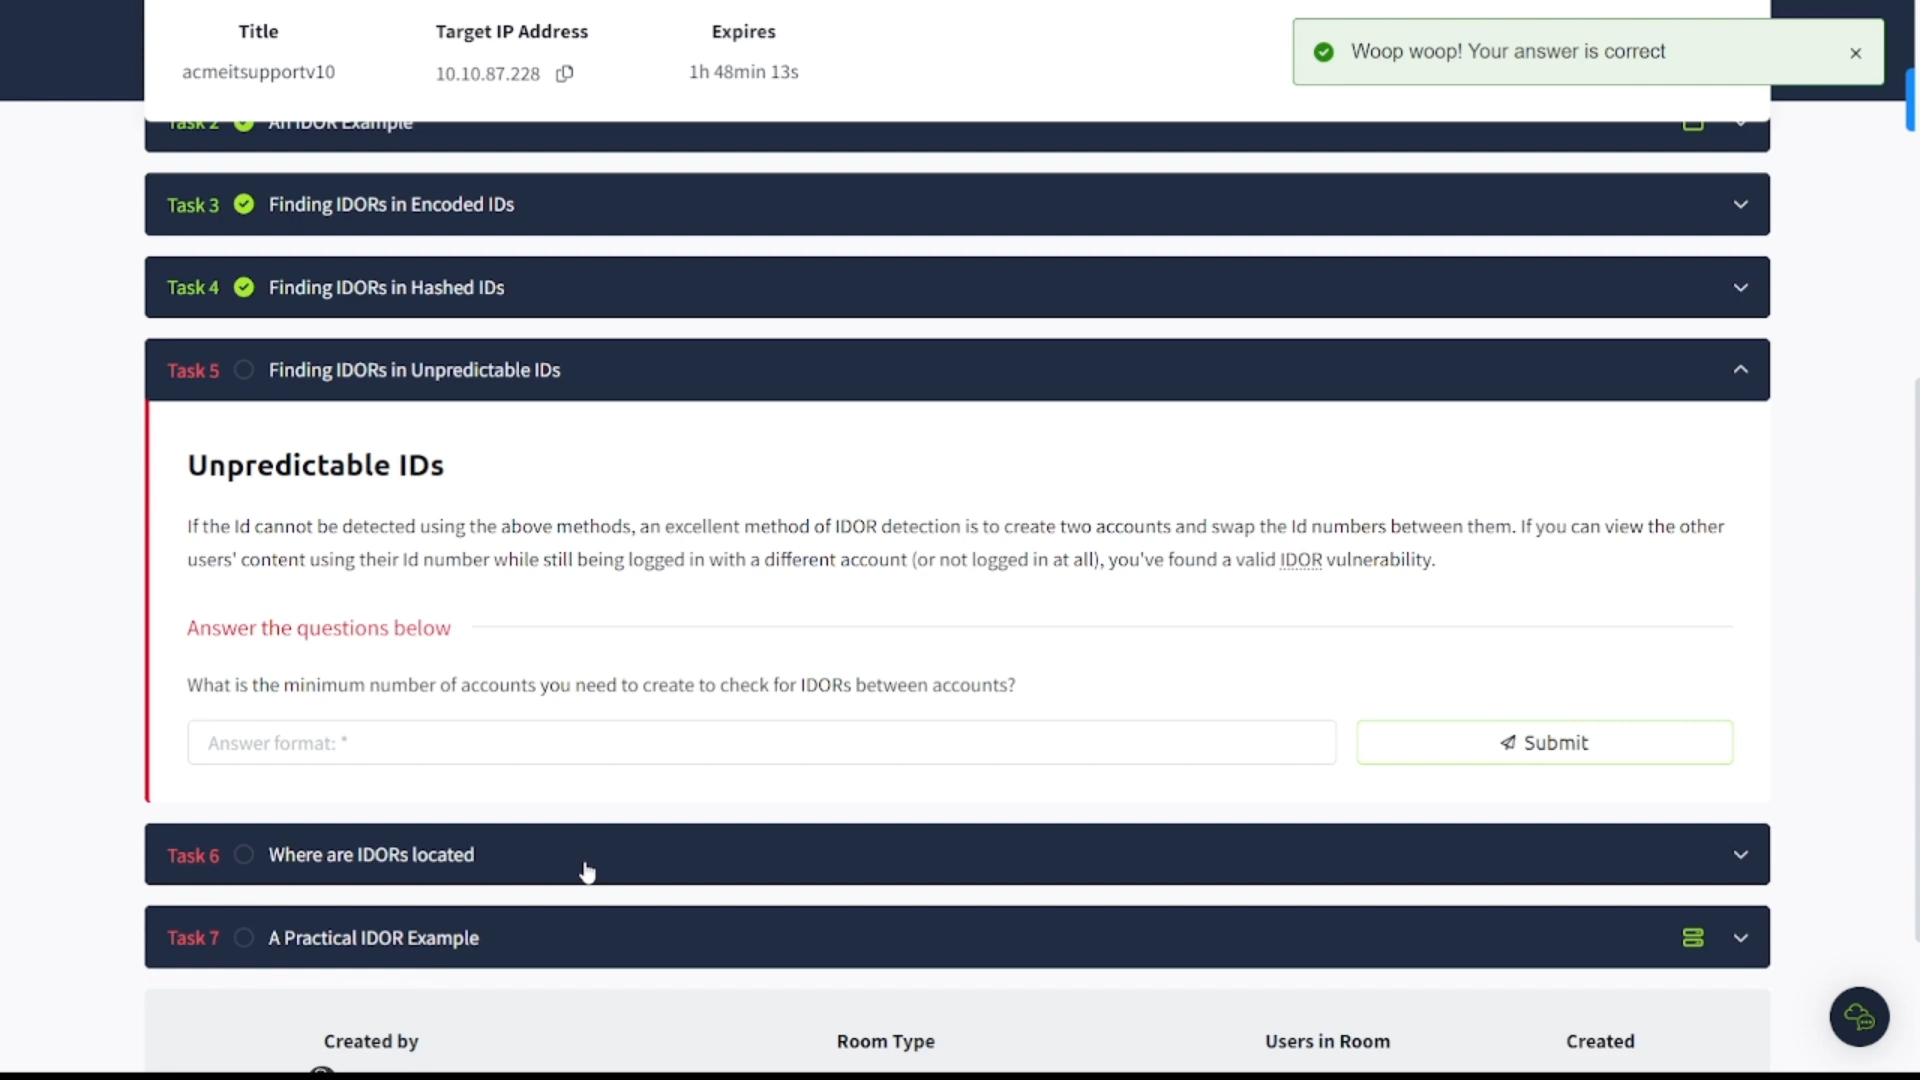 Title Target IP Address Expires
acmeitsupportv10 10.10.87.228 1h 48min 13s
Woop woop! Your answer is correct
Task 2 An IDOR Example
Task 3 Finding IDORs in Encoded IDs
Task 4 Finding IDORs in Hashed IDs
Task 5 Finding IDORs in Unpredictable IDs
Unpredictable IDs
If the Id cannot be detected using the above methods, an excellent method of IDOR detection is to create two accounts and swap the Id numbers between them. If you can view the other
users' content using their Id number while still being logged in with a different account (or not logged in at all), you've found a valid IDOR vulnerability.
Answer the questions below
What is the minimum number of accounts you need to create to check for IDORs between accounts?
Answer format: *
Submit
Task 6 Where are IDORs located
Task 7 A Practical IDOR Example
Created by Room Type Users in Room Created